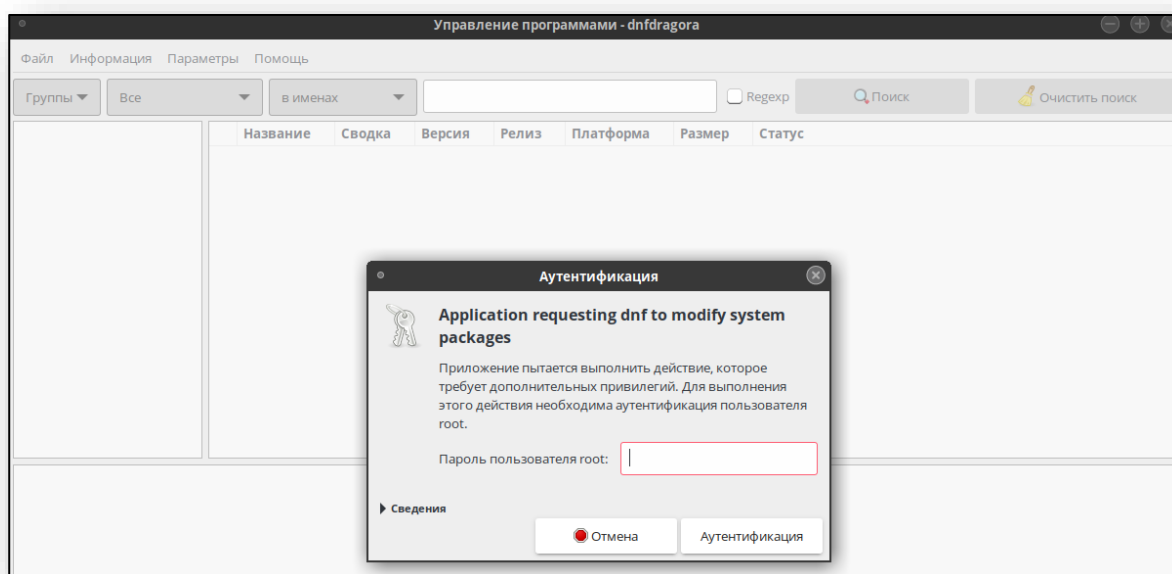 Управление программами - dnfdragora
Файл Информация Параметры Помощь
Группы Все в именах Regexp Поиск Очистить поиск
Название Сводка Версия Релиз Платформа Размер Статус
Аутентификация
Application requesting dnf to modify system
packages
Приложение пытается выполнить действие, которое
требует дополнительных привилегий. Для выполнения
этого действия необходима аутентификация пользователя
root.
Пароль пользователя root:
Сведения
Отмена Аутентификация